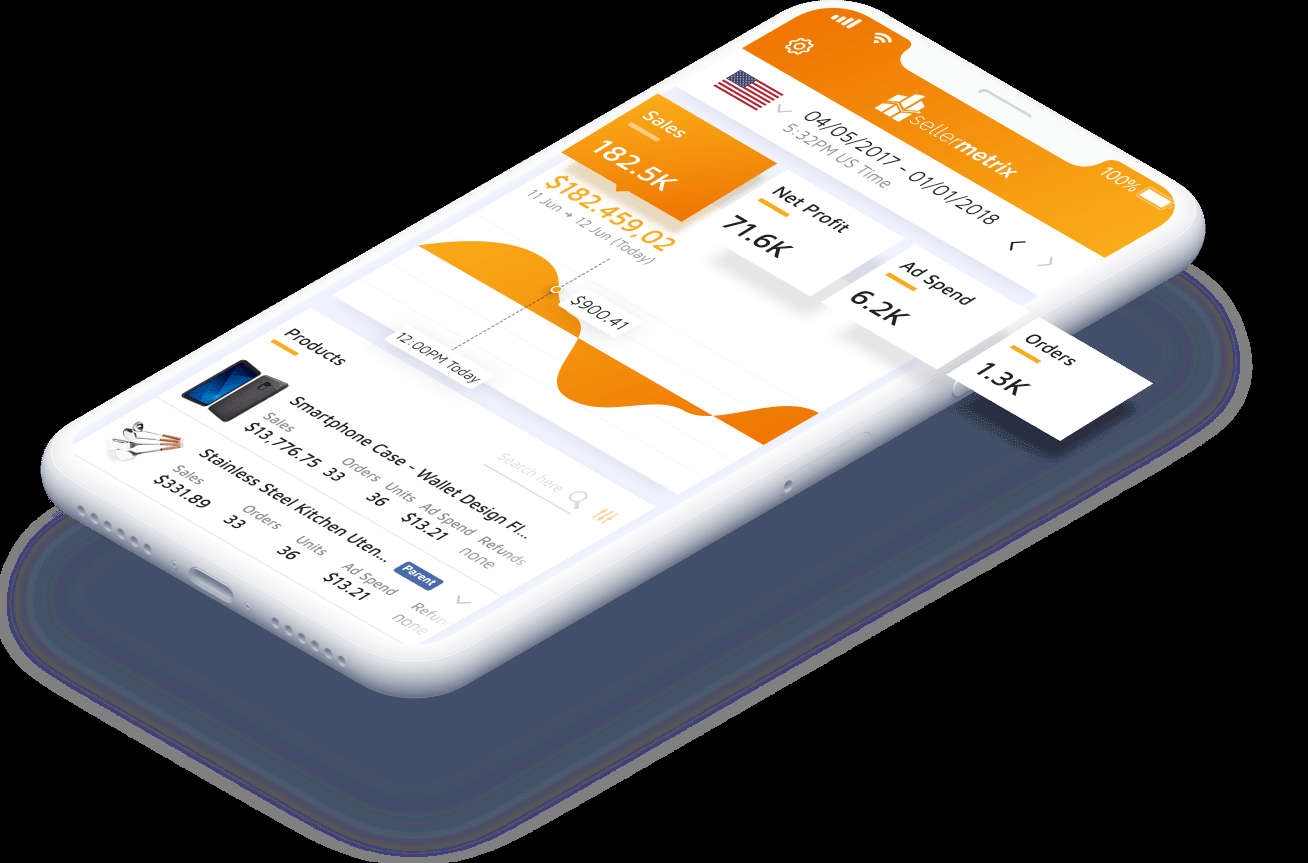 100%
sellermetrix
04/05/2017 - 01/01/2018
5:32PM US Time
Sales
182.5K
Net Profit
71.6K
Ad Spend
6.2K
Orders
1.3K
$182.459,02
11 Jun → 12 Jun (Today)
$900.41
12:00PM Today
Products
Search here
Smartphone Case - Wallet Design Fl...
Sales Orders Units Ad Spend Refunds
$13,776.75 33 36 $13.21 none
Stainless Steel Kitchen Uten... Parent
Sales Orders Units Ad Spend Refun
$331.89 33 36 $13.21 none